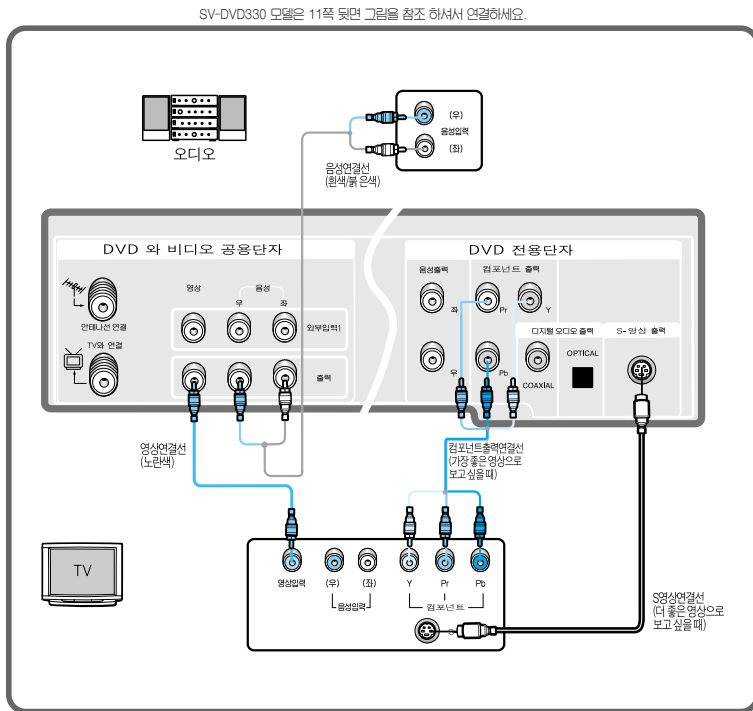 SV-DVD330 모델은 11쪽 뒷면 그림을 참조 하셔서 연결하세요.
오디오
(우)
음성입력
(좌)
음성연결선
(흰색/붉 은색)
DVD 와 비디오 공용단자
영상
음성
우
좌
안테나선 연결
외부입력1
TV와 연결
출력
DVD 전용단자
음성출력
컴포넌트 출력
좌
Pr
Y
디지털 오디오 출력
S-영상 출력
우
Pb
COAXIAL
OPTICAL
영상연결선
(노란색)
컴포넌트출력연결선
(가장 좋은 영상으로
보고 싶을 때)
TV
영상입력
(우)
(좌)
음성입력
Y
Pr
Pb
컴포넌트
S
S영상연결선
(더 좋은 영상으로
보고 싶을 때)